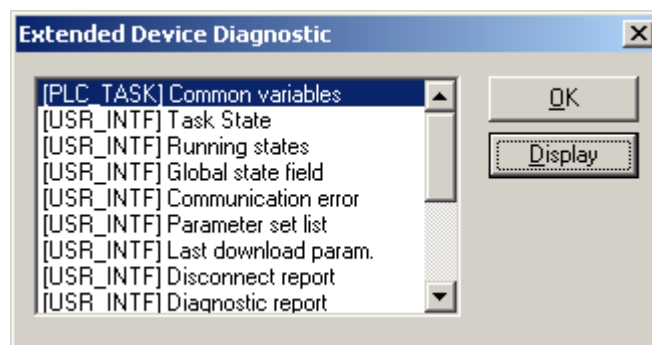 Extended Device Diagnostic
[PLC_TASK] Common variables
[USR_INTF] Task State
[USR_INTF] Running states
[USR_INTF] Global state field
[USR_INTF] Communication error
[USR_INTF] Parameter set list
[USR_INTF] Last download param.
[USR_INTF] Disconnect report
[USR_INTF] Diagnostic report
OK
Display